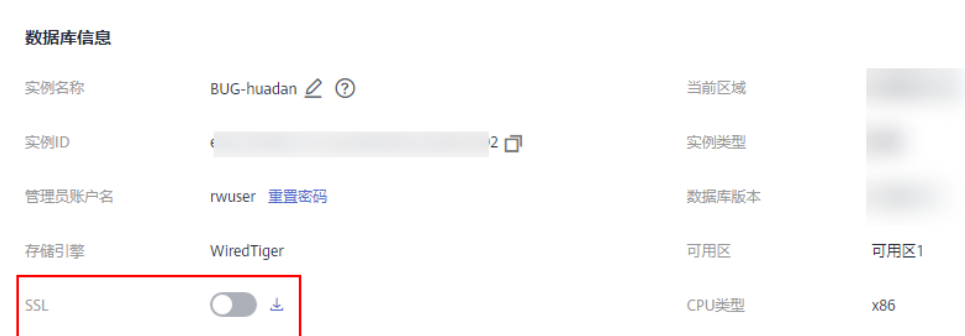 数据库信息
实例名称 BUG-huadan 当前区域
实例ID 2 实例类型
管理员账户名 rwuser 重置密码 数据库版本
存储引擎 WiredTiger 可用区 可用区1
SSL CPU类型 x86